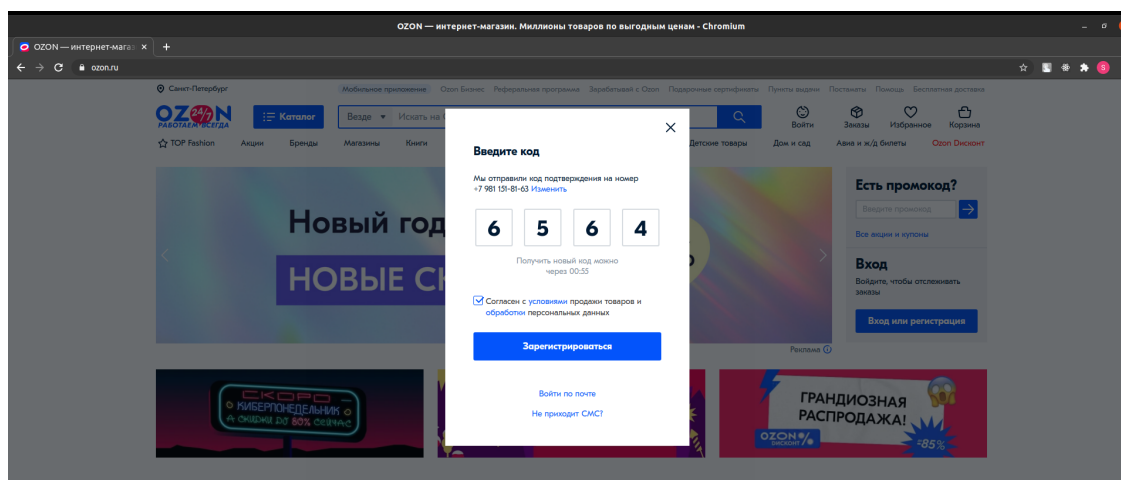 OZON — интернет-магазин. Миллионы товаров по выгодным ценам - Chromium
OZON — интернет-мага
ozon.ru
S
Санкт-Петербург
Мобильное приложение Ozon Бизнес Реферальная программа Зарабатывай с Ozon Подарочные сертификаты Пункты выдачи Постаматы Помощь Бесплатная доставка
OZON
24/7
РАБОТАЕМ ВСЕГДА
Каталог
Везде Искать на
Войти Заказы Избранное Корзина
TOP Fashion Акции Бренды Магазины Книги
Детские товары Дом и сад Авиа и ж/д билеты Ozon Dисконт
Введите код
Мы отправили код подтверждения на номер
+7 981 151-81-63 Изменить
6 5 6 4
Получить новый код можно
через 00:55
Согласен с условиями продажи товаров и
обработки персональных данных
Зарегистрироваться
Войти по почте
Не приходит СМС?
Новый год
НОВЫЕ
Есть промокод?
Введите промокод
Все акции и купоны
Вход
Войдите, чтобы отслеживать
заказы
Вход или регистрация
Реклама
СКОРО
КИБЕРПОНЕДЕЛЬНИК
А СКИДКИ ДО 80% СЕЙЧАС
ГРАНДИОЗНАЯ
РАСПРОДАЖА!
OZON %
DИСКОНТ
-85%